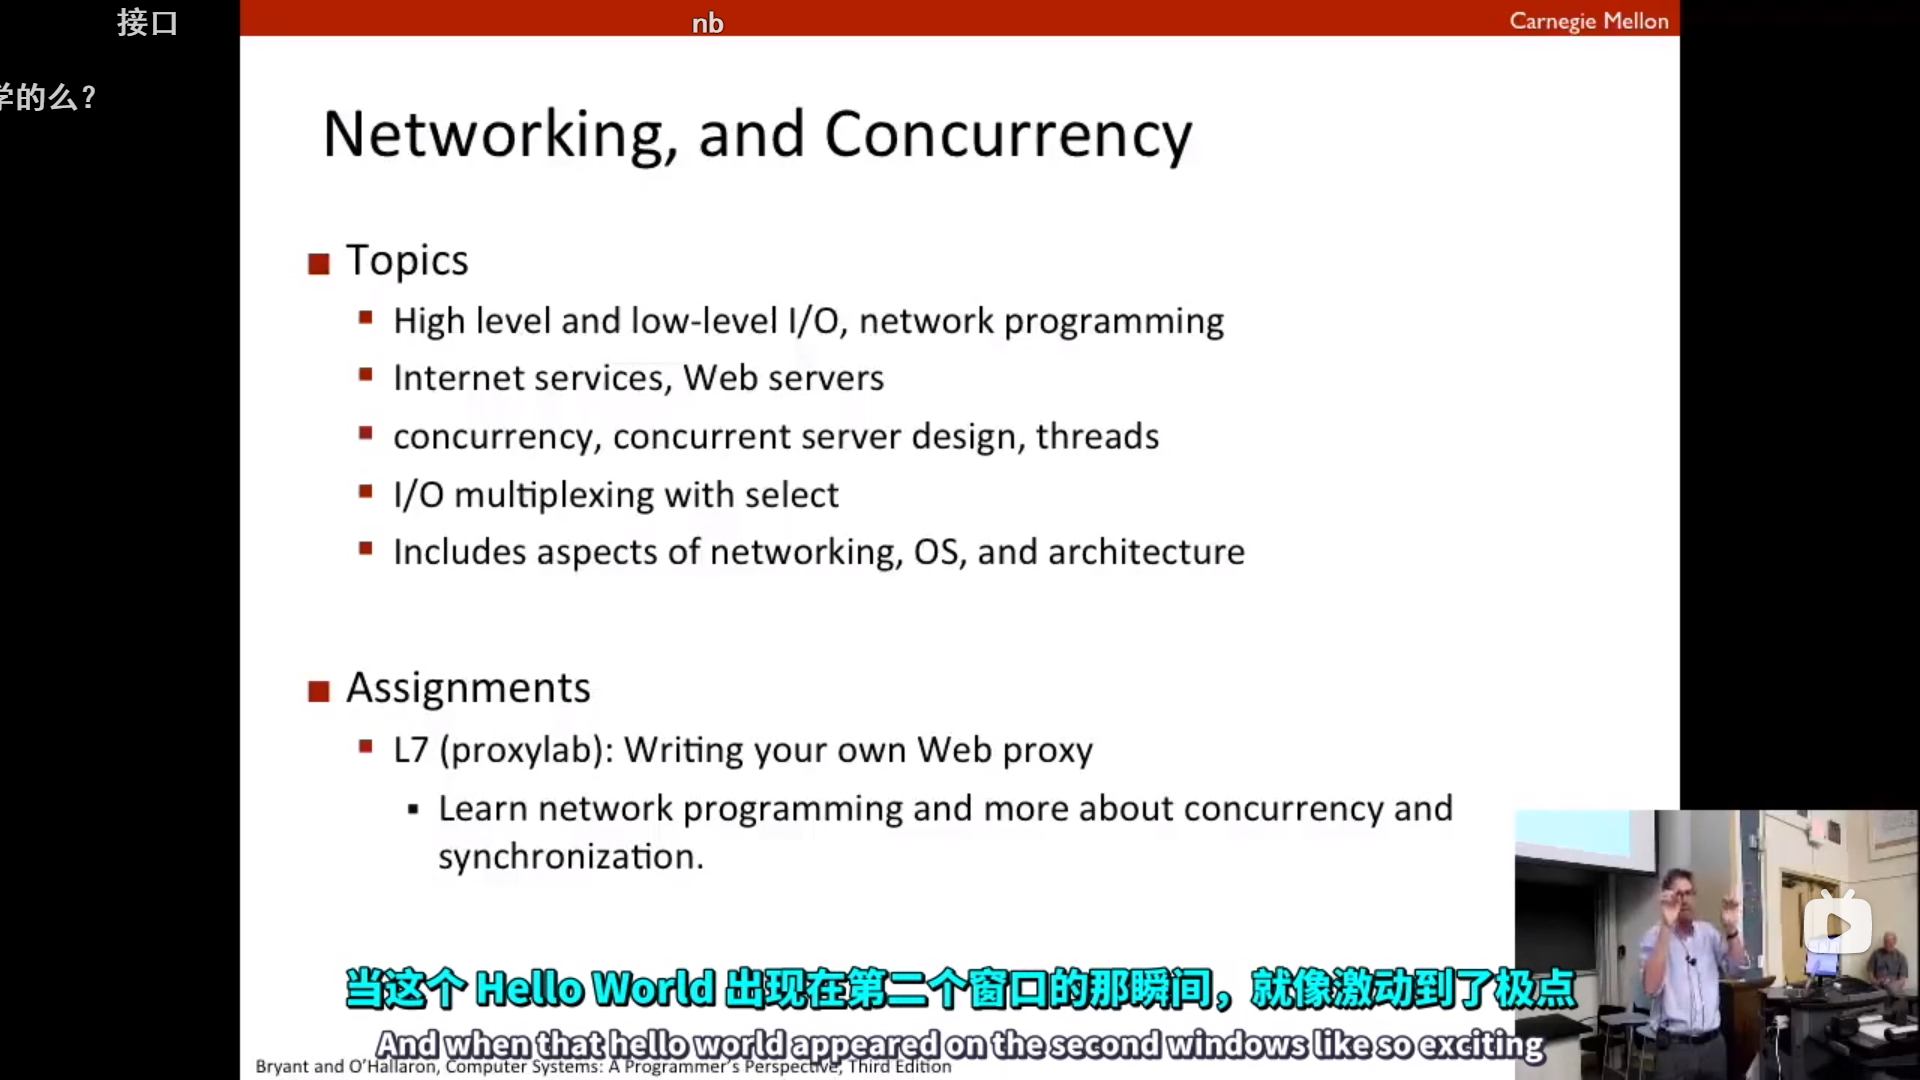 接口
nb
Carnegie Mellon
学的么？
Networking, and Concurrency
Topics
High level and low-level I/O, network programming
Internet services, Web servers
concurrency, concurrent server design, threads
I/O multiplexing with select
Includes aspects of networking, OS, and architecture
Assignments
L7 (proxylab): Writing your own Web proxy
Learn network programming and more about concurrency and
synchronization.
当这个 Hello World 出现在第二个窗口的那瞬间，就像激动到了极点
And when that hello world appeared on the second windows like so exciting
Bryant and O'Hallaron, Computer Systems: A Programmer's Perspective, Third Edition